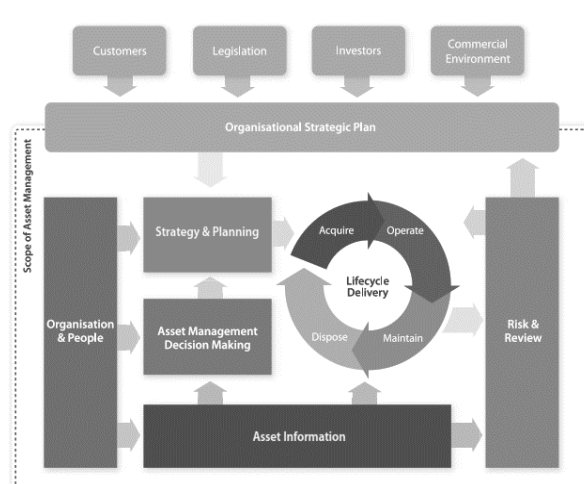 Customers
Legislation
Investors
Commercial
Environment
Organisational Strategic Plan
Scope of Asset Management
Strategy & Planning
Acquire
Operate
Lifecycle
Delivery
Organisation
& People
Asset Management
Decision Making
Dispose
Maintain
Risk &
Review
Asset Information